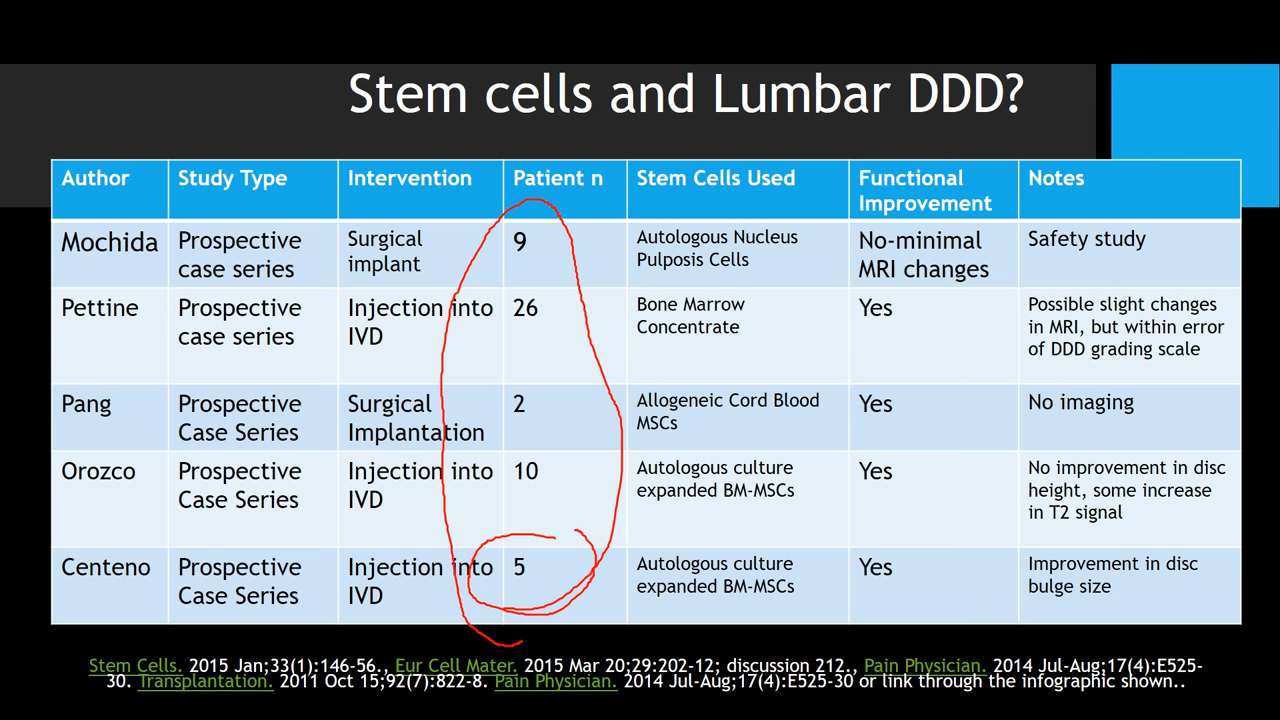 Stem cells and Lumbar DDD?
Author Study Type Intervention Patient n Stem Cells Used Functional Improvement Notes
Mochida Prospective case series Surgical implant 9 Autologous Nucleus Pulposis Cells No-minimal MRI changes Safety study
Pettine Prospective case series Injection into IVD 26 Bone Marrow Concentrate Yes Possible slight changes in MRI, but within error of DDD grading scale
Pang Prospective Case Series Surgical Implantation 2 Allogeneic Cord Blood MSCs Yes No imaging
Orozco Prospective Case Series Injection into IVD 10 Autologous culture expanded BM-MSCs Yes No improvement in disc height, some increase in T2 signal
Centeno Prospective Case Series Injection into IVD 5 Autologous culture expanded BM-MSCs Yes Improvement in disc bulge size
Stem Cells. 2015 Jan;33(1):146-56., Eur Cell Mater. 2015 Mar 20;29:202-12; discussion 212., Pain Physician. 2014 Jul-Aug;17(4):E525-
30. Transplantation. 2011 Oct 15;92(7):822-8. Pain Physician. 2014 Jul-Aug;17(4):E525-30 or link through the infographic shown..